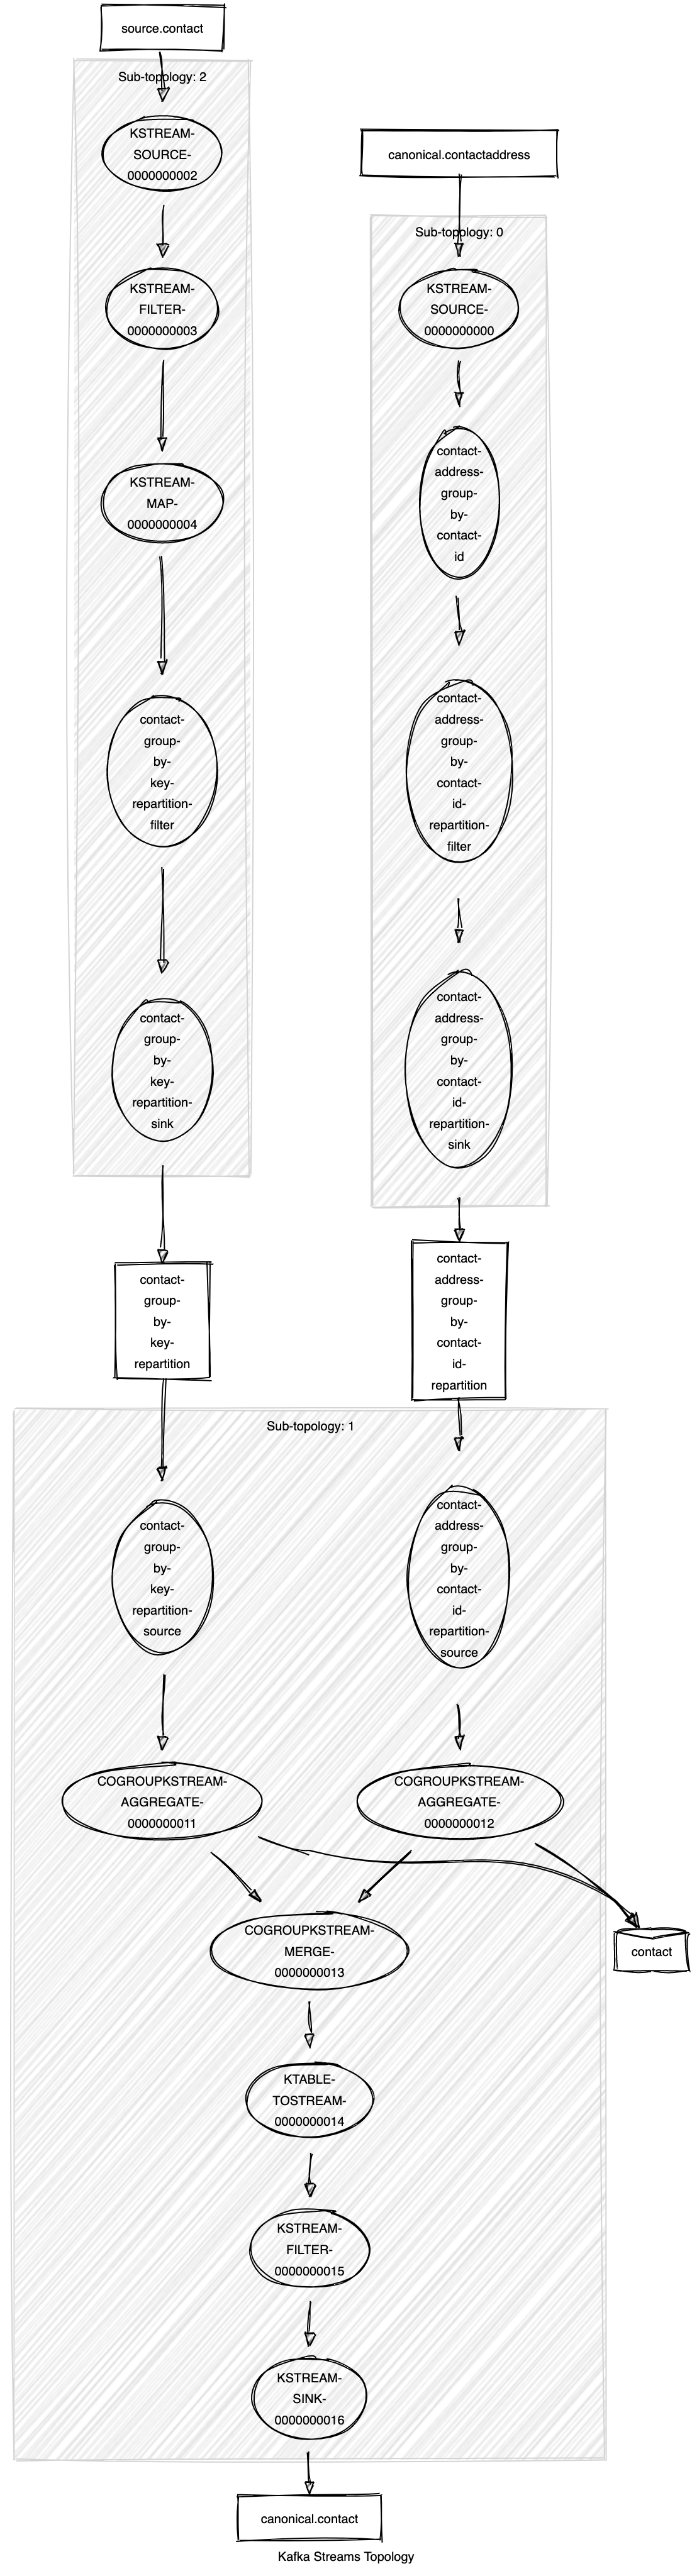 source.contact
Sub-topology: 2
KSTREAM-
SOURCE-
0000000002
KSTREAM-
FILTER-
0000000003
KSTREAM-
MAP-
0000000004
contact-
group-
by-
key-
repartition-
filter
contact-
group-
by-
key-
repartition-
sink
contact-
group-
by-
key-
repartition
canonical.contactaddress
Sub-topology: 0
KSTREAM-
SOURCE-
0000000000
contact-
address-
group-
by-
contact-
id
contact-
address-
group-
by-
contact-
id-
repartition-
filter
contact-
address-
group-
by-
contact-
id-
repartition-
sink
contact-
address-
group-
by-
contact-
id-
repartition
Sub-topology: 1
contact-
group-
by-
key-
repartition-
source
contact-
address-
group-
by-
contact-
id-
repartition-
source
COGROUPKSTREAM-
AGGREGATE-
0000000011
COGROUPKSTREAM-
AGGREGATE-
0000000012
COGROUPKSTREAM-
MERGE-
0000000013
contact
KTABLE-
TOSTREAM-
0000000014
KSTREAM-
FILTER-
0000000015
KSTREAM-
SINK-
0000000016
canonical.contact
Kafka Streams Topology